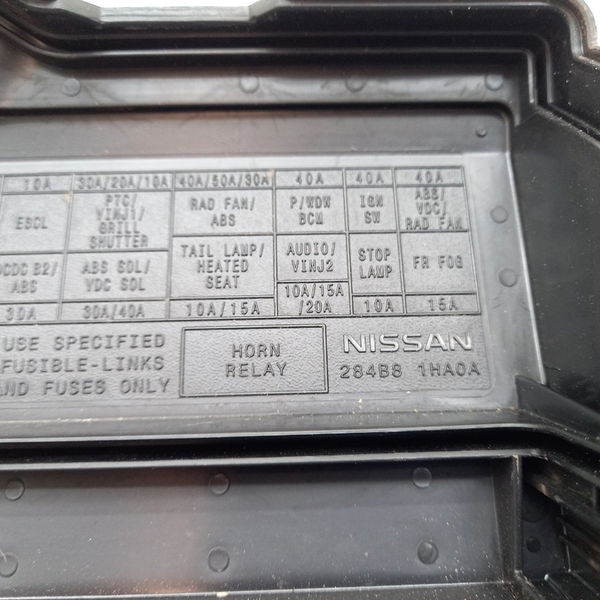 10A 30A/20A/10A 40A/50A/30A 40A 40A 40A
ESCL PTC/ VINJ1/ GRILL SHUTTER RAD FAN/ ABS P/WDW BCM IGN SW ABS/ VDC/ RAD FAN
DCDC B2/ ABS ABS SOL/ VDC SOL TAIL LAMP/ HEATED SEAT AUDIO/ VINJ2 STOP LAMP FR FOG
30A 30A/40A 10A/15A 10A/15A /20A 10A 15A
USE SPECIFIED
FUSIBLE-LINKS
AND FUSES ONLY
HORN
RELAY
NISSAN
284B8 1HA0A